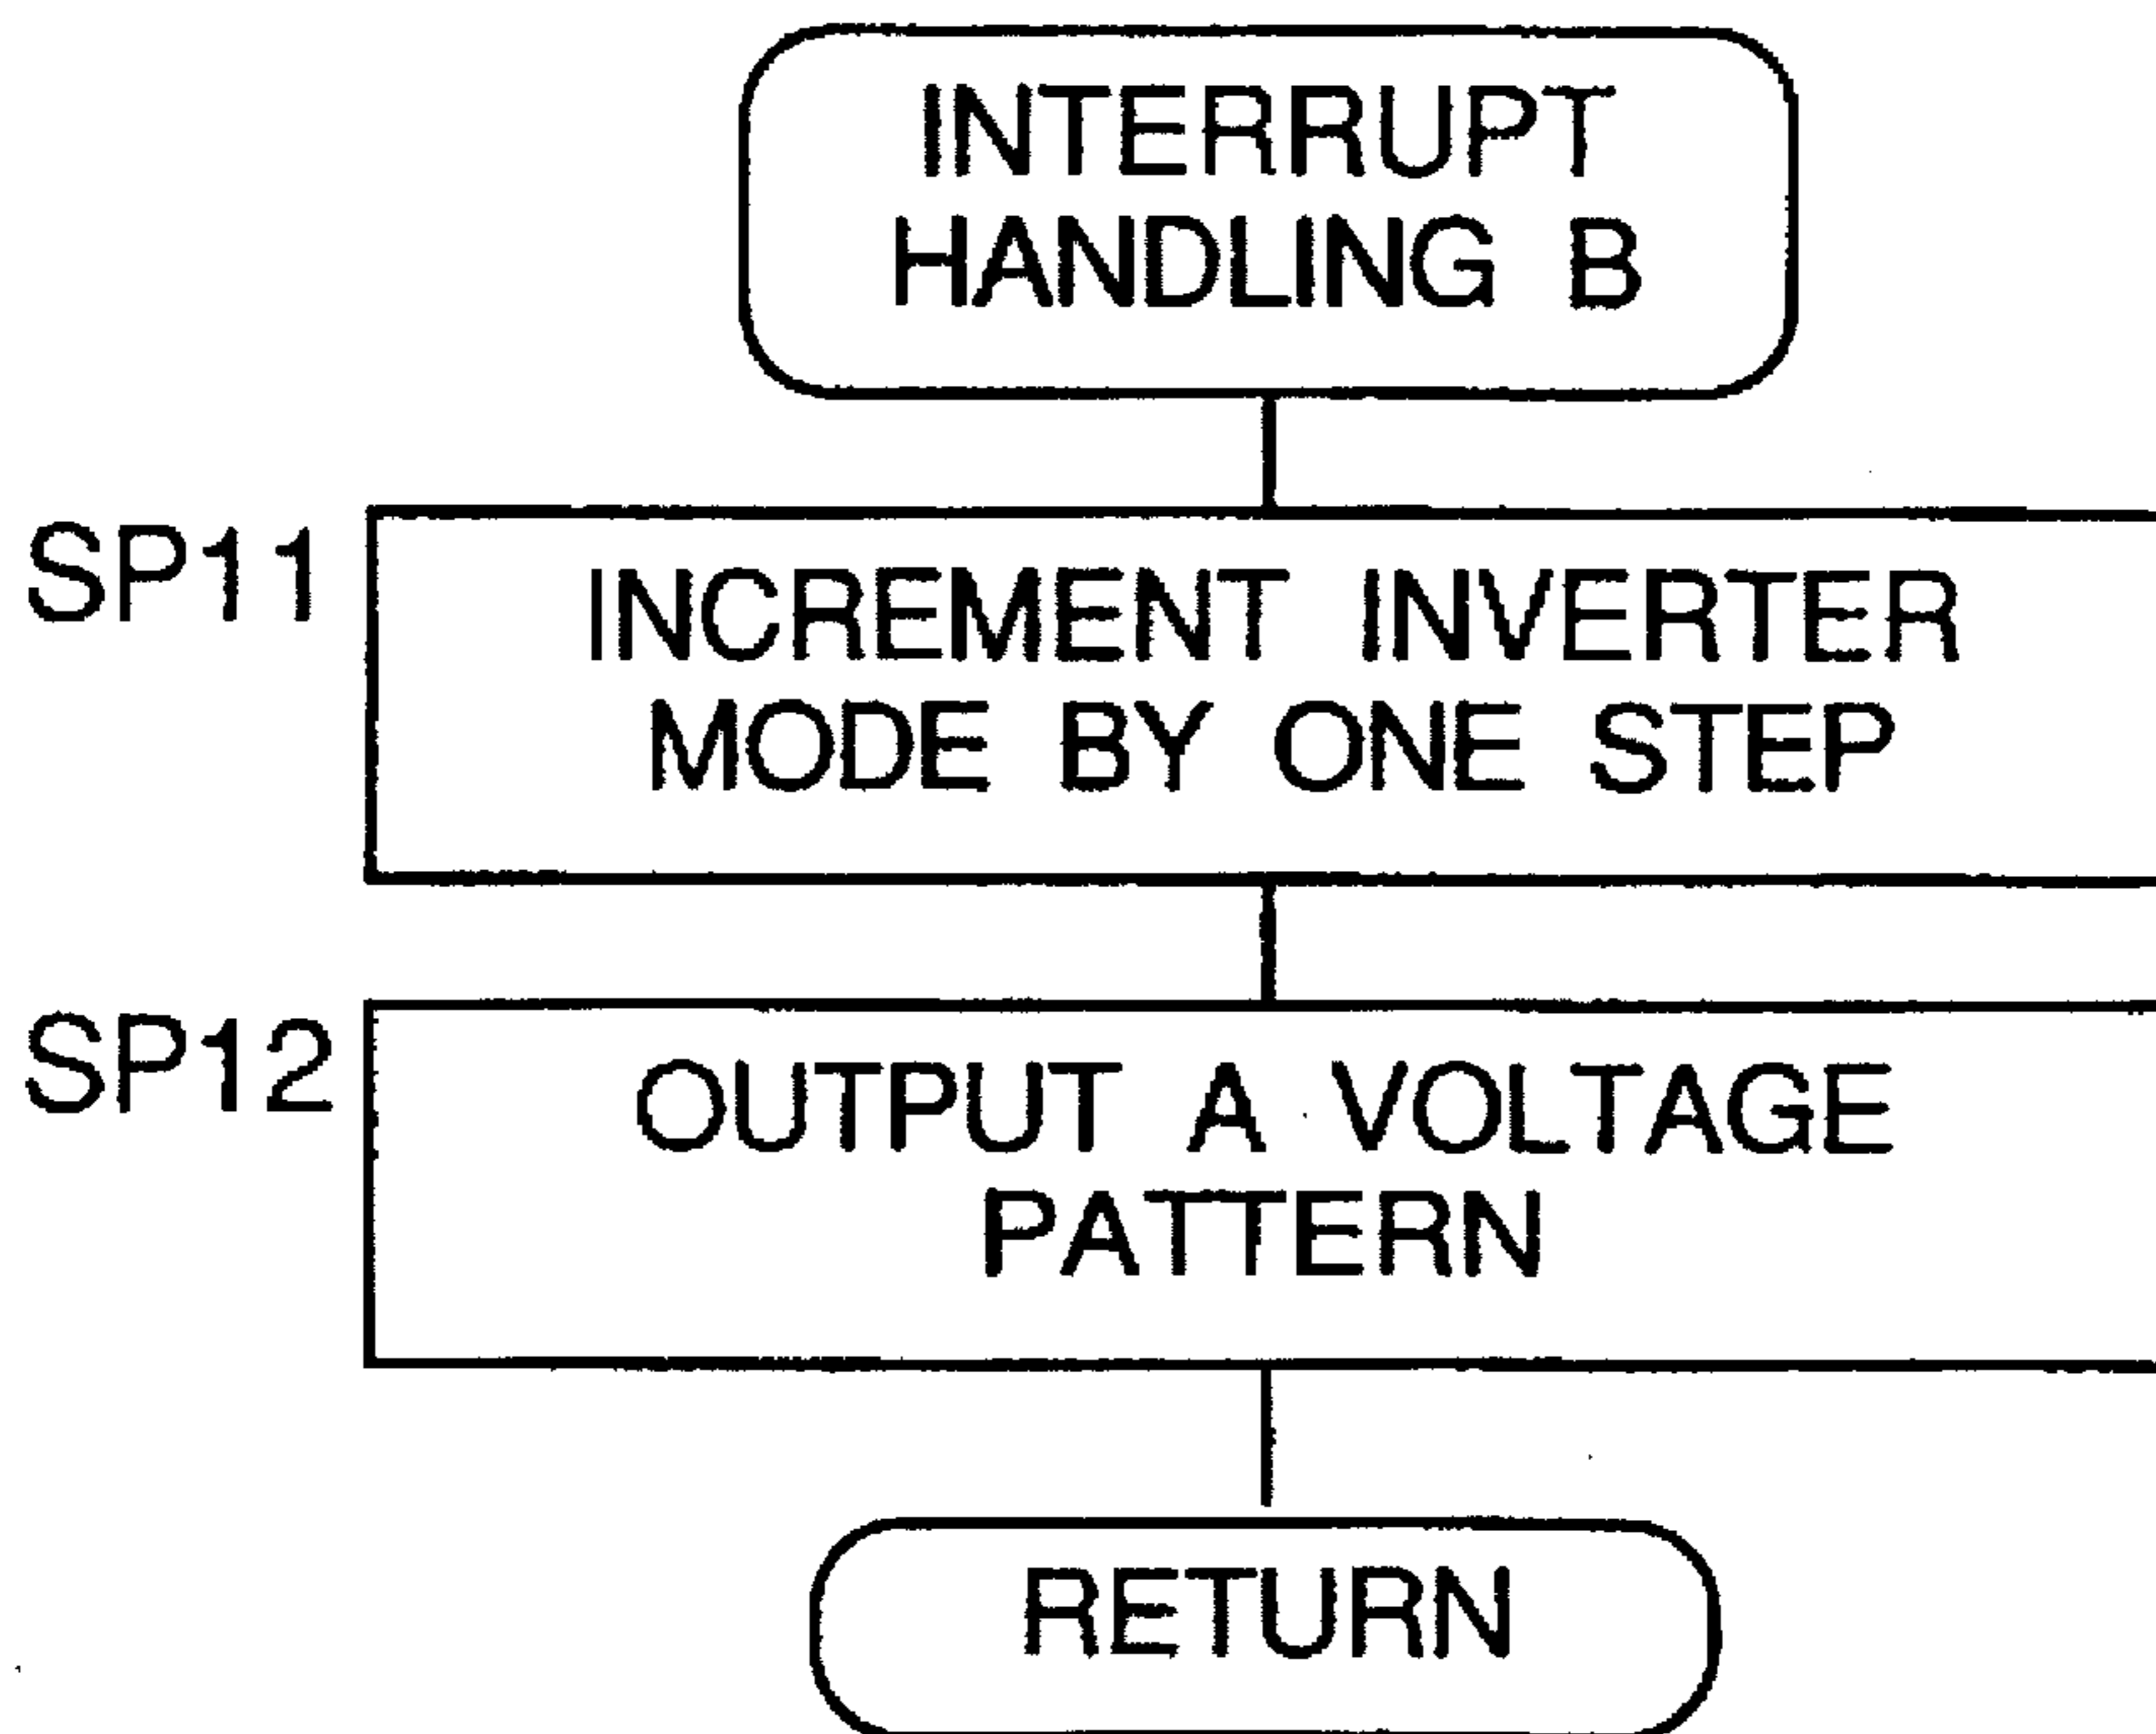 INTERRUPT
HANDLING B
SP11
INCREMENT INVERTER
MODE BY ONE STEP
SP12
OUTPUT A VOLTAGE
PATTERN
RETURN